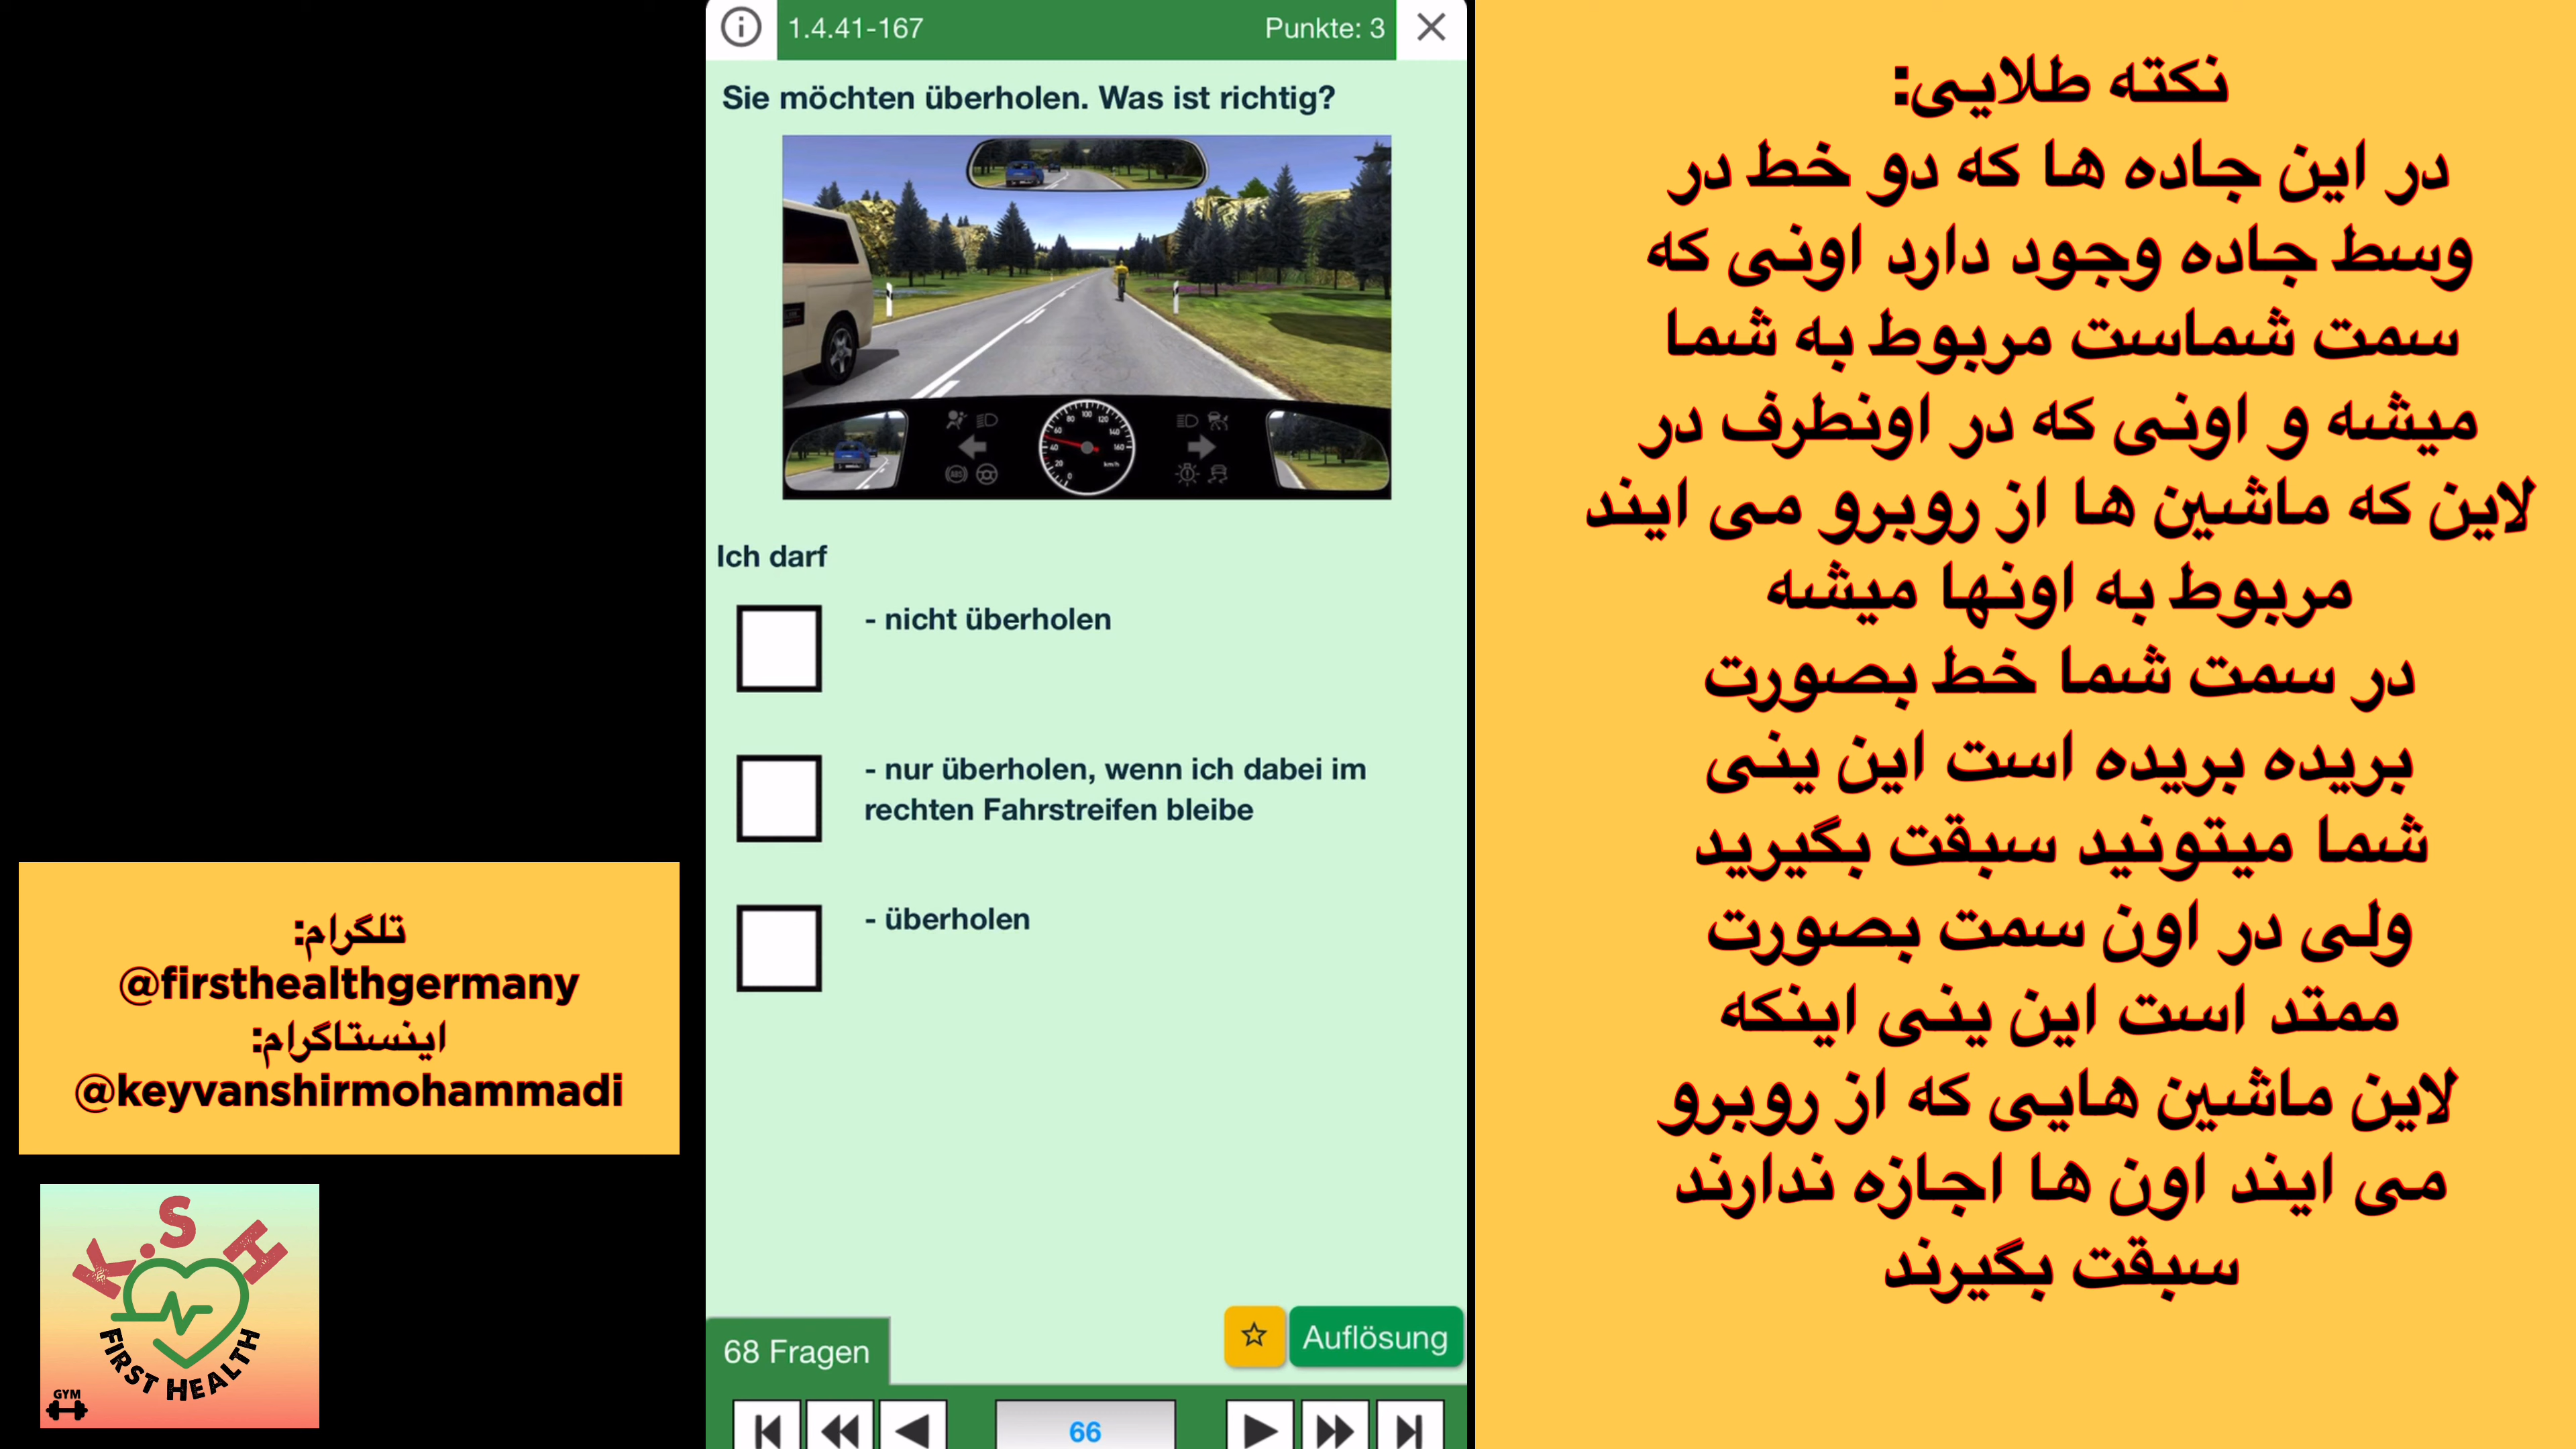 1.4.41-167
Punkte: 3
Sie möchten überholen. Was ist richtig?
Ich darf
- nicht überholen
- nur überholen, wenn ich dabei im
rechten Fahrstreifen bleibe
- überholen
68 Fragen
Auflösung
66
نکته طلایی:
در این جاده ها که دو خط در
وسط جاده وجود دارد اونی که
سمت شماست مربوط به شما
میشه و اونی که در اونطرف در
لاین که ماشین ها از روبرو می ایند
مربوط به اونها میشه
در سمت شما خط بصورت
بریده بریده است این ینی
شما میتونید سبقت بگیرید
ولی در اون سمت بصورت
ممتد است این ینی اینکه
لاین ماشین هایی که از روبرو
می ایند اون ها اجازه ندارند
سبقت بگیرند
تلگرام:
@firsthealthgermany
اینستاگرام:
@keyvanshirmohammadi
K.SH
FIRST HEALTH
GYM